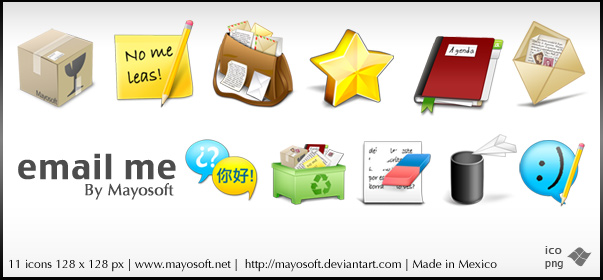 Mayosoft
No me
leas!
Agenda
email me
By Mayosoft
¿?
你好!
ico
png
11 icons 128 x 128 px | www.mayosoft.net | http://mayosoft.deviantart.com | Made in Mexico